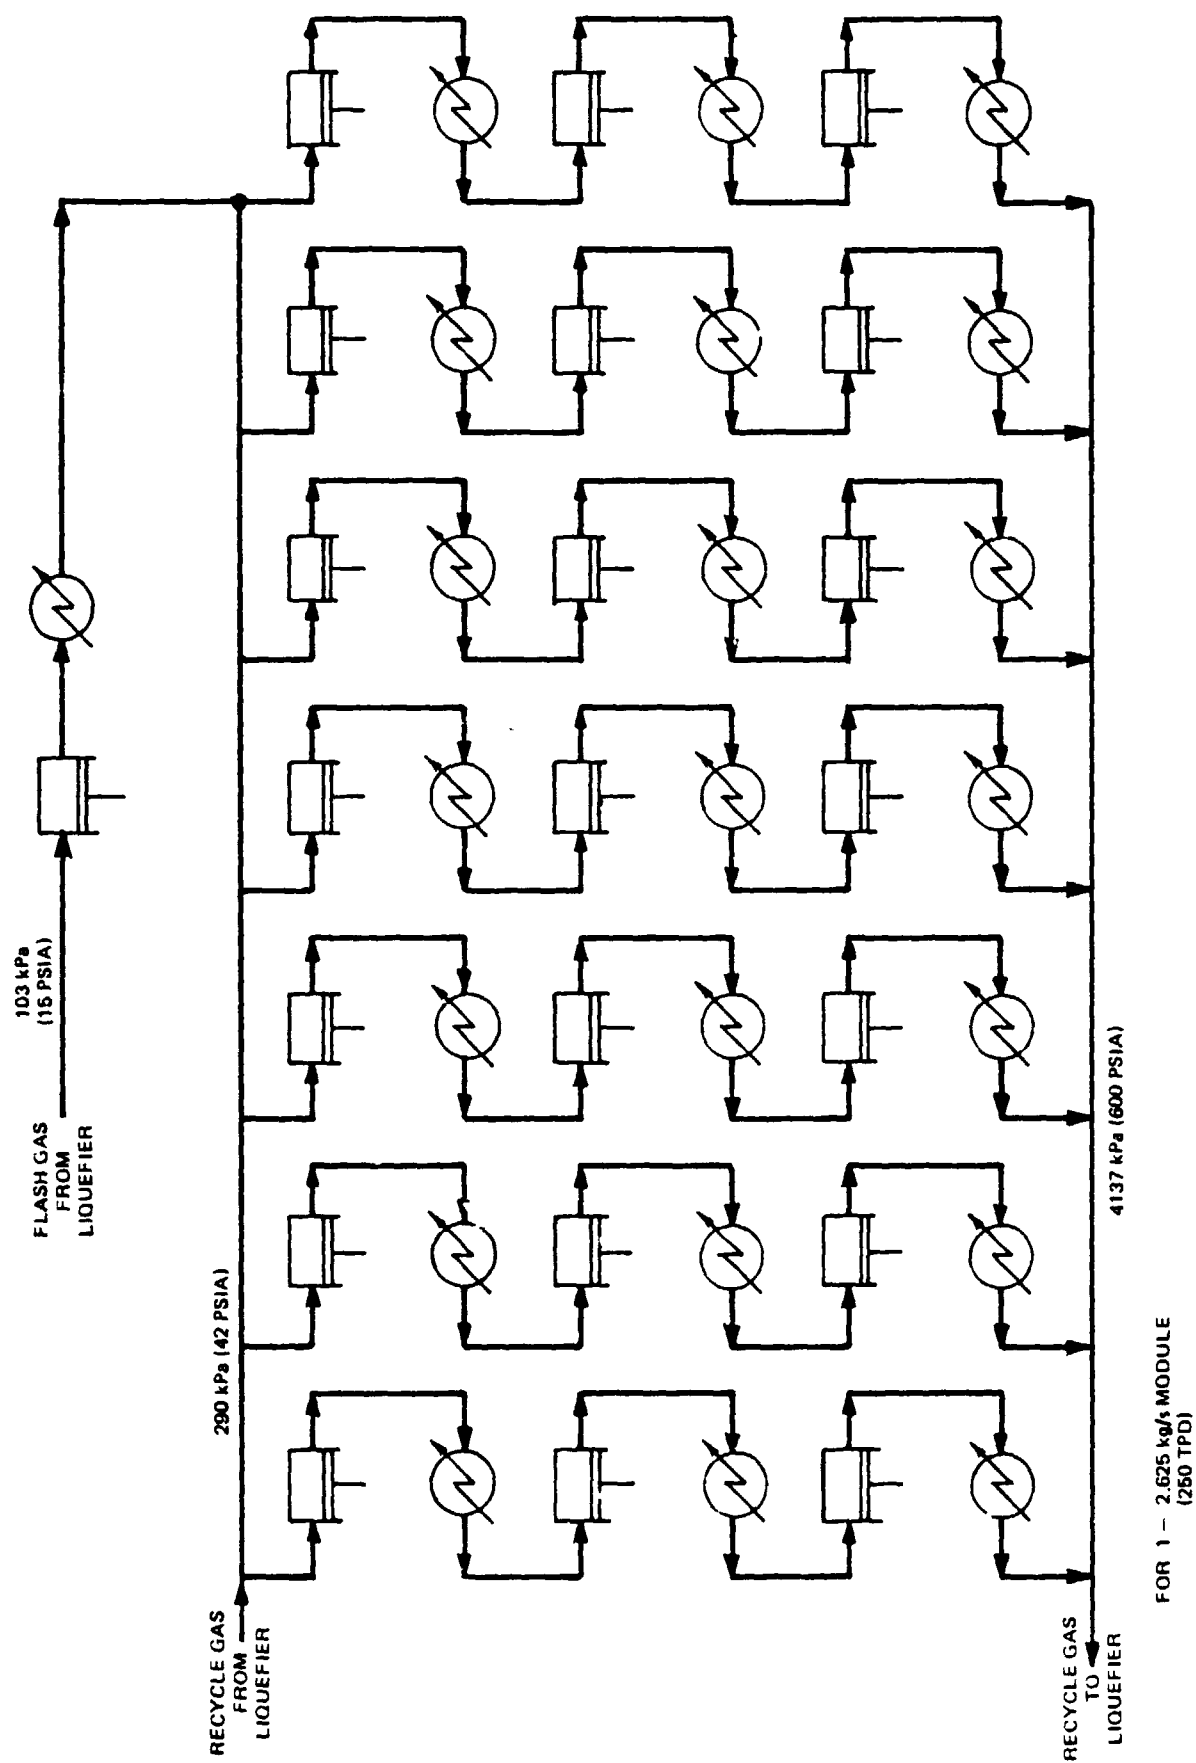 FLASH GAS
FROM
LIQUEFIER
103 kPa
(15 PSIA)
RECYCLE GAS
FROM
LIQUEFIER
290 kPa (42 PSIA)
RECYCLE GAS
TO
LIQUEFIER
4137 kPa (600 PSIA)
FOR 1 – 2.625 kg/s MODULE
(250 TPD)